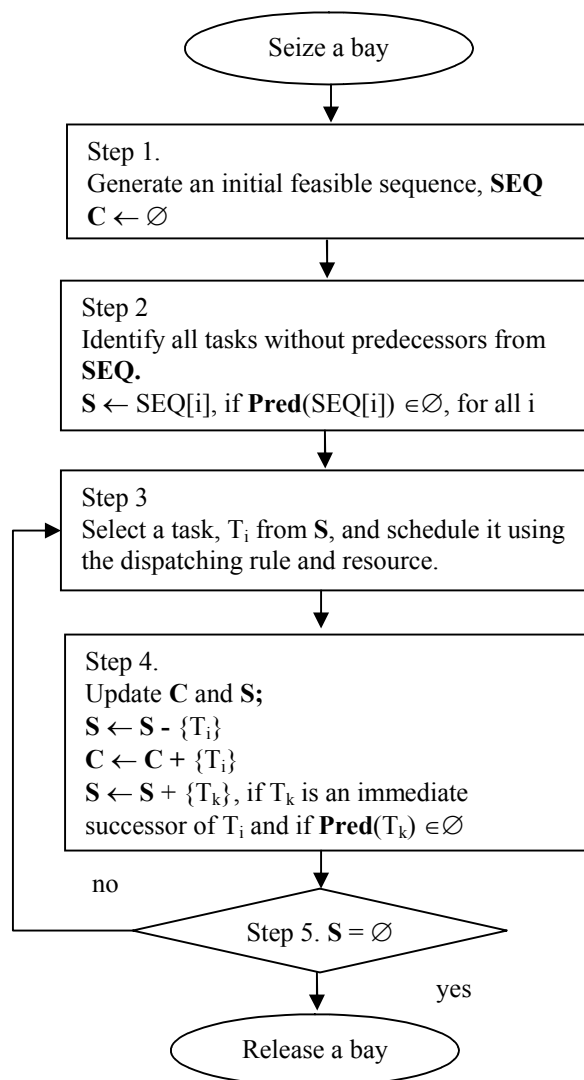 Seize a bay
Step 1.
Generate an initial feasible sequence, SEQ
C ← ∅
Step 2
Identify all tasks without predecessors from
SEQ.
S ← SEQ[i], if Pred(SEQ[i]) ∈∅, for all i
Step 3
Select a task, Ti from S, and schedule it using
the dispatching rule and resource.
Step 4.
Update C and S;
S ← S - {Ti}
C ← C + {Ti}
S ← S + {Tk}, if Tk is an immediate
successor of Ti and if Pred(Tk) ∈∅
no
Step 5. S = ∅
yes
Release a bay